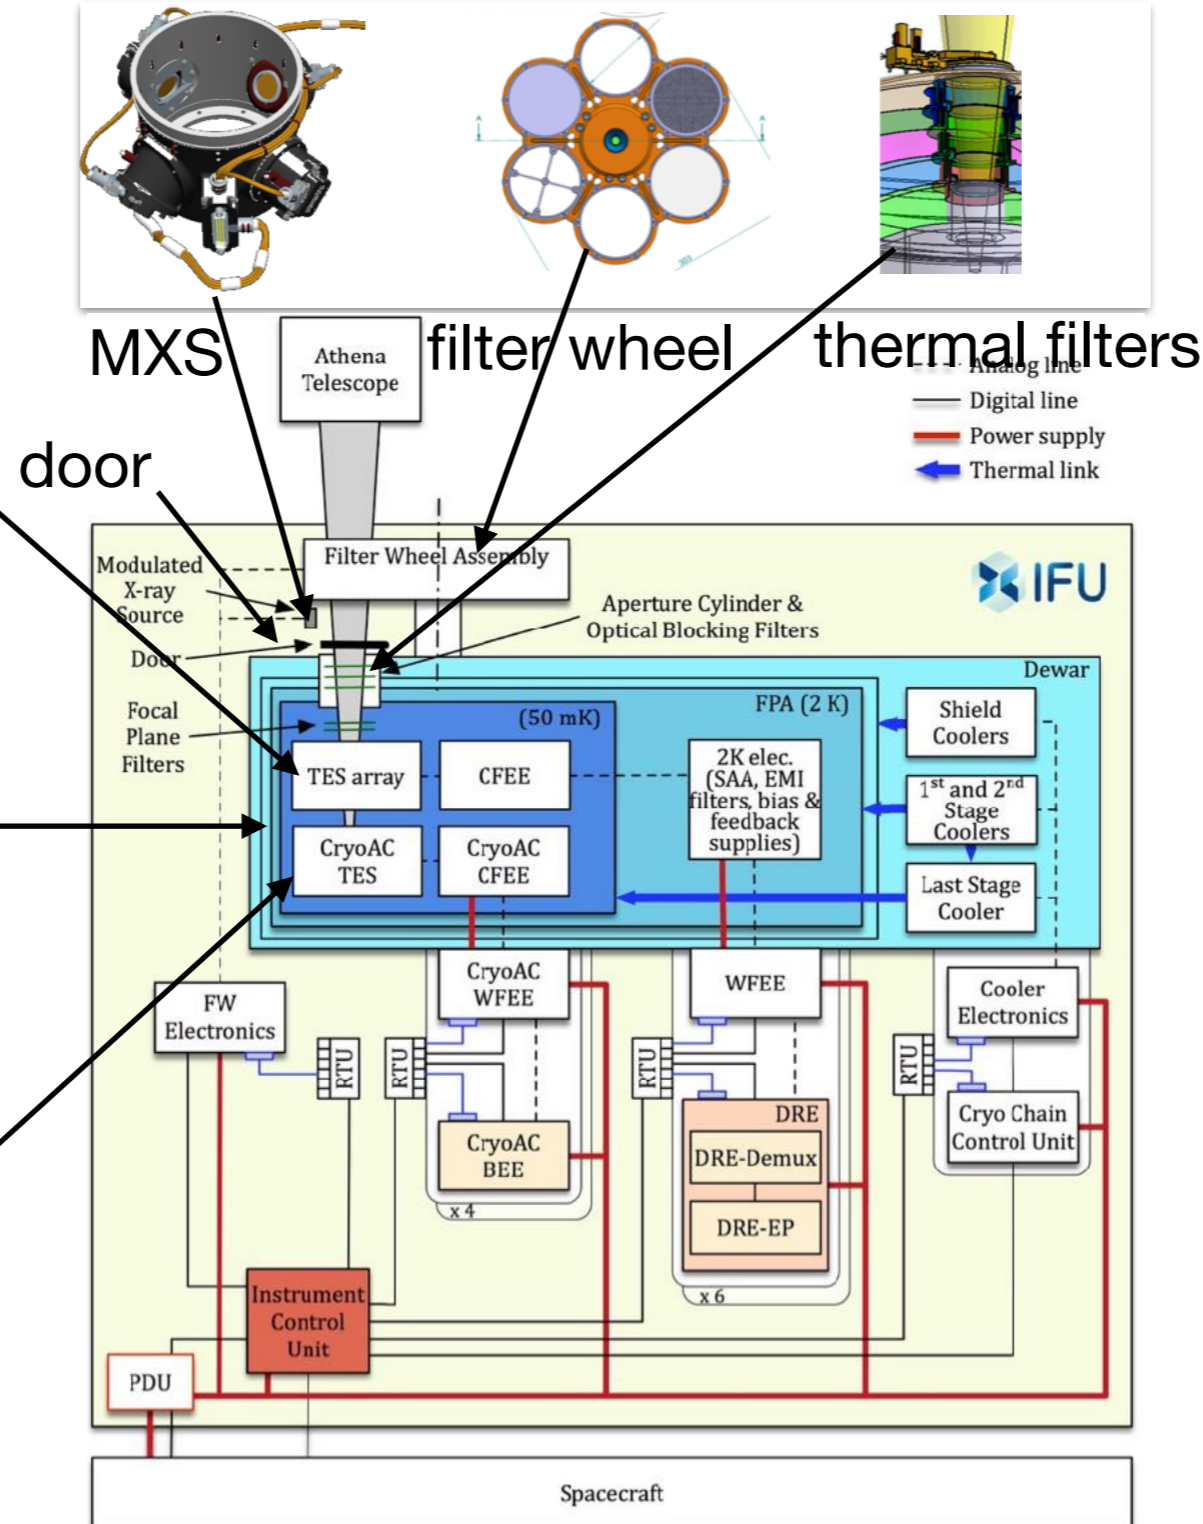 MXS
filter wheel
thermal filters
door
Athena
Telescope
Analog line
Digital line
Power supply
Thermal link
Filter Wheel Assembly
Modulated
X-ray
Source
Door
Aperture Cylinder &
Optical Blocking Filters
XIFU
Dewar
Focal
Plane
Filters
(50 mK)
FPA (2 K)
TES array
CFEE
2K elec.
(SAA, EMI
filters, bias &
feedback
supplies)
CryoAC
TES
CryoAC
CFEE
Shield
Coolers
1st and 2nd
Stage
Coolers
Last Stage
Cooler
FW
Electronics
RTU
RTU
CryoAC
WFEE
CryoAC
BEE
x 4
RTU
WFEE
DRE
DRE-Demux
DRE-EP
x 6
RTU
Cooler
Electronics
Cryo Chain
Control Unit
Instrument
Control
Unit
PDU
Spacecraft